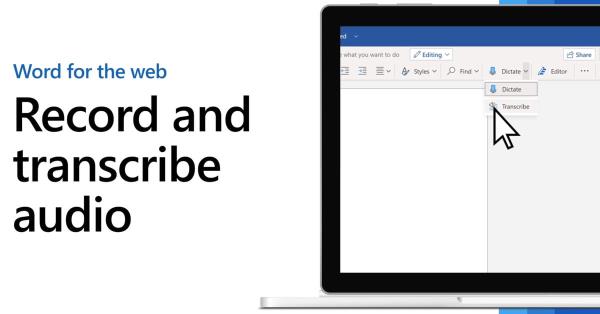 Word for the web
Record and
transcribe
audio
ed
what you want to do
Editing
Share
Styles
Find
Dictate
Editor
...
Dictate
Transcribe